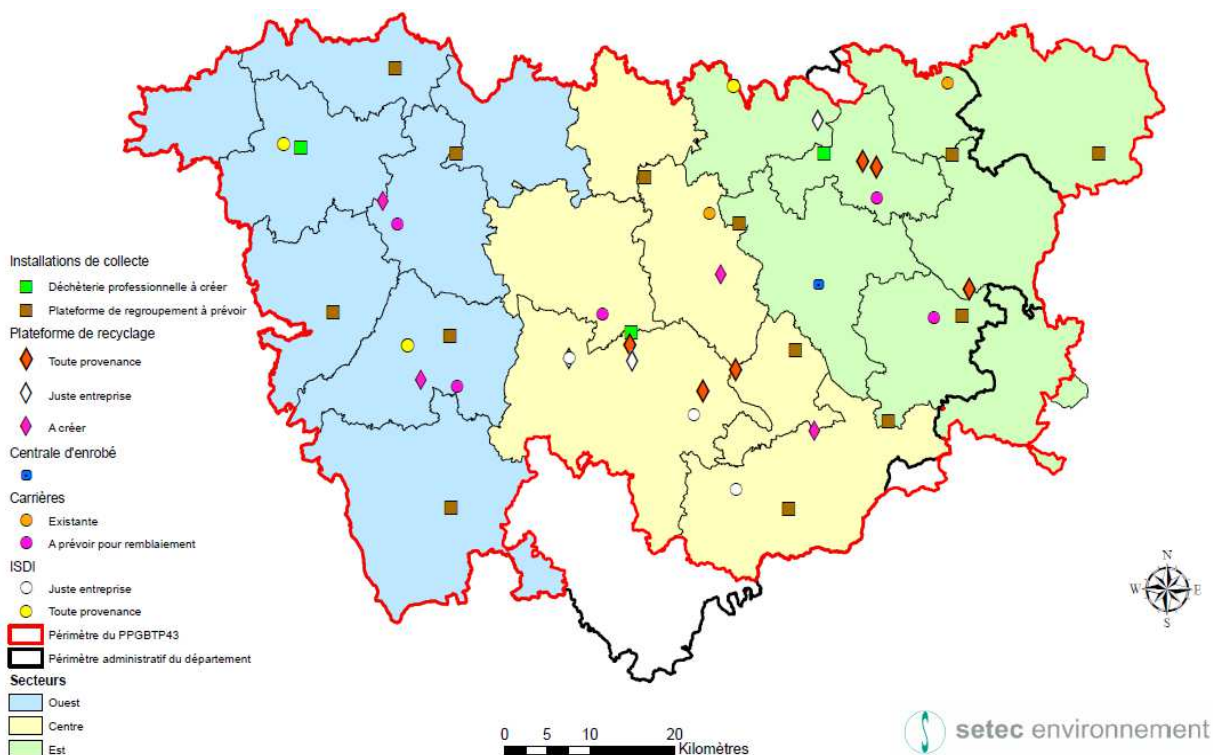 Installations de collecte
Déchèterie professionnelle à créer
Plateforme de regroupement à prévoir
Plateforme de recyclage
Toute provenance
Juste entreprise
A créer
Centrale d'enrobé
Carrières
Existante
A prévoir pour remblaiement
ISDI
Juste entreprise
Toute provenance
Périmètre du PPGBTP43
Périmètre administratif du département
Secteurs
Ouest
Centre
Est
N
W E
S
0 5 10 20
Kilomètres
setec environnement